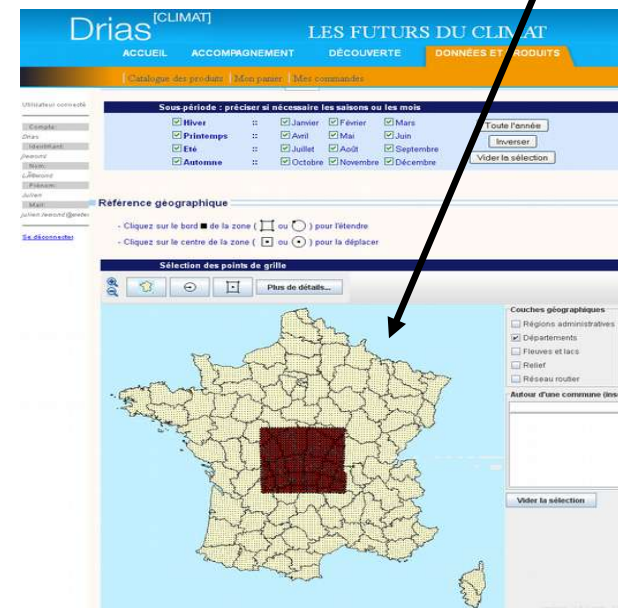 Drias [CLIMAT]
LES FUTURS DU CLIMAT
ACCUEIL ACCOMPAGNEMENT DÉCOUVERTE DONNÉES ET PRODUITS
Catalogue des produits | Mon panier | Mes commandes
Utilisateur connecté
Compte:
Drias
Identifiant:
Nom:
Prénom:
Julien
Mail:
Se déconnecter
Sous-période : préciser si nécessaire les saisons ou les mois
Hiver :: Janvier Février Mars
Printemps :: Avril Mai Juin
Eté :: Juillet Août Septembre
Automne :: Octobre Novembre Décembre
Toute l'année
Inverser
Vider la sélection
Référence géographique
- Cliquez sur le bord de la zone ( ou ) pour l'étendre
- Cliquez sur le centre de la zone ( ou ) pour la déplacer
Sélection des points de grille
Plus de détails...
Couches géographiques
Régions administratives
Départements
Fleuves et lacs
Relief
Réseau routier
Autour d'une commune (ins
Vider la sélection